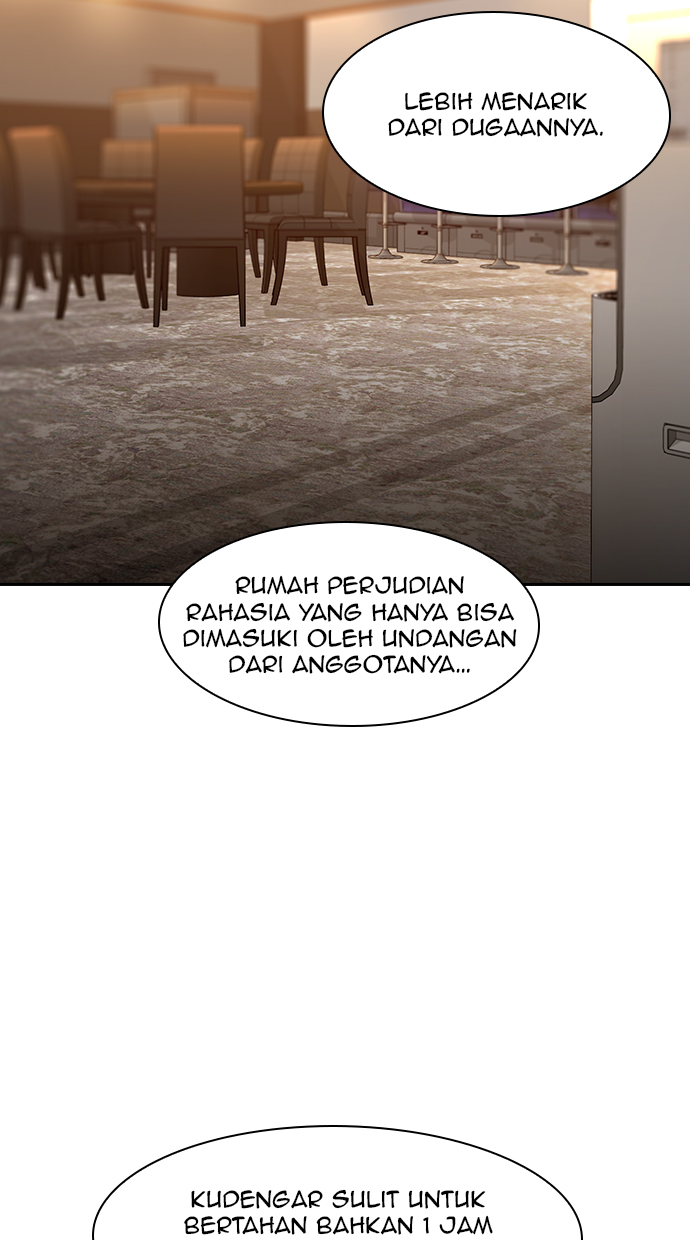 LEBIH MENARIK
DARI DUGAANNYA.
RUMAH PERJUDIAN
RAHASIA YANG HANYA BISA
DIMASUKI OLEH UNDANGAN
DARI ANGGOTANYA...
KUDENGAR SULIT UNTUK
BERTAHAN BAHKAN 1 JAM